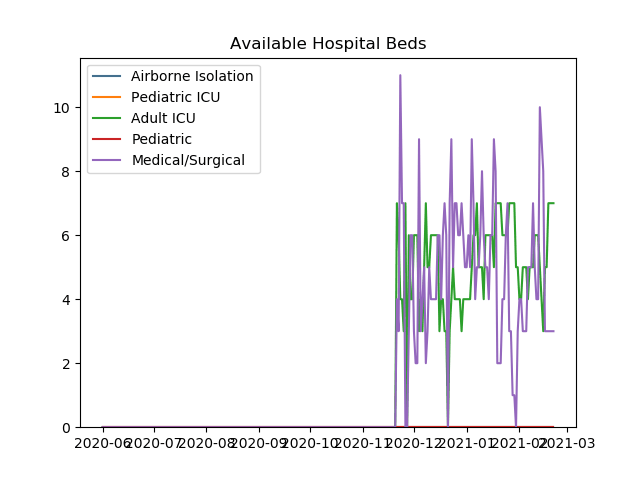 Available Hospital Beds
Airborne Isolation
Pediatric ICU
Adult ICU
Pediatric
Medical/Surgical
10
8
6
4
2
0
2020-06 2020-07 2020-08 2020-09 2020-10 2020-11 2020-12 2021-01 2021-02 2021-03